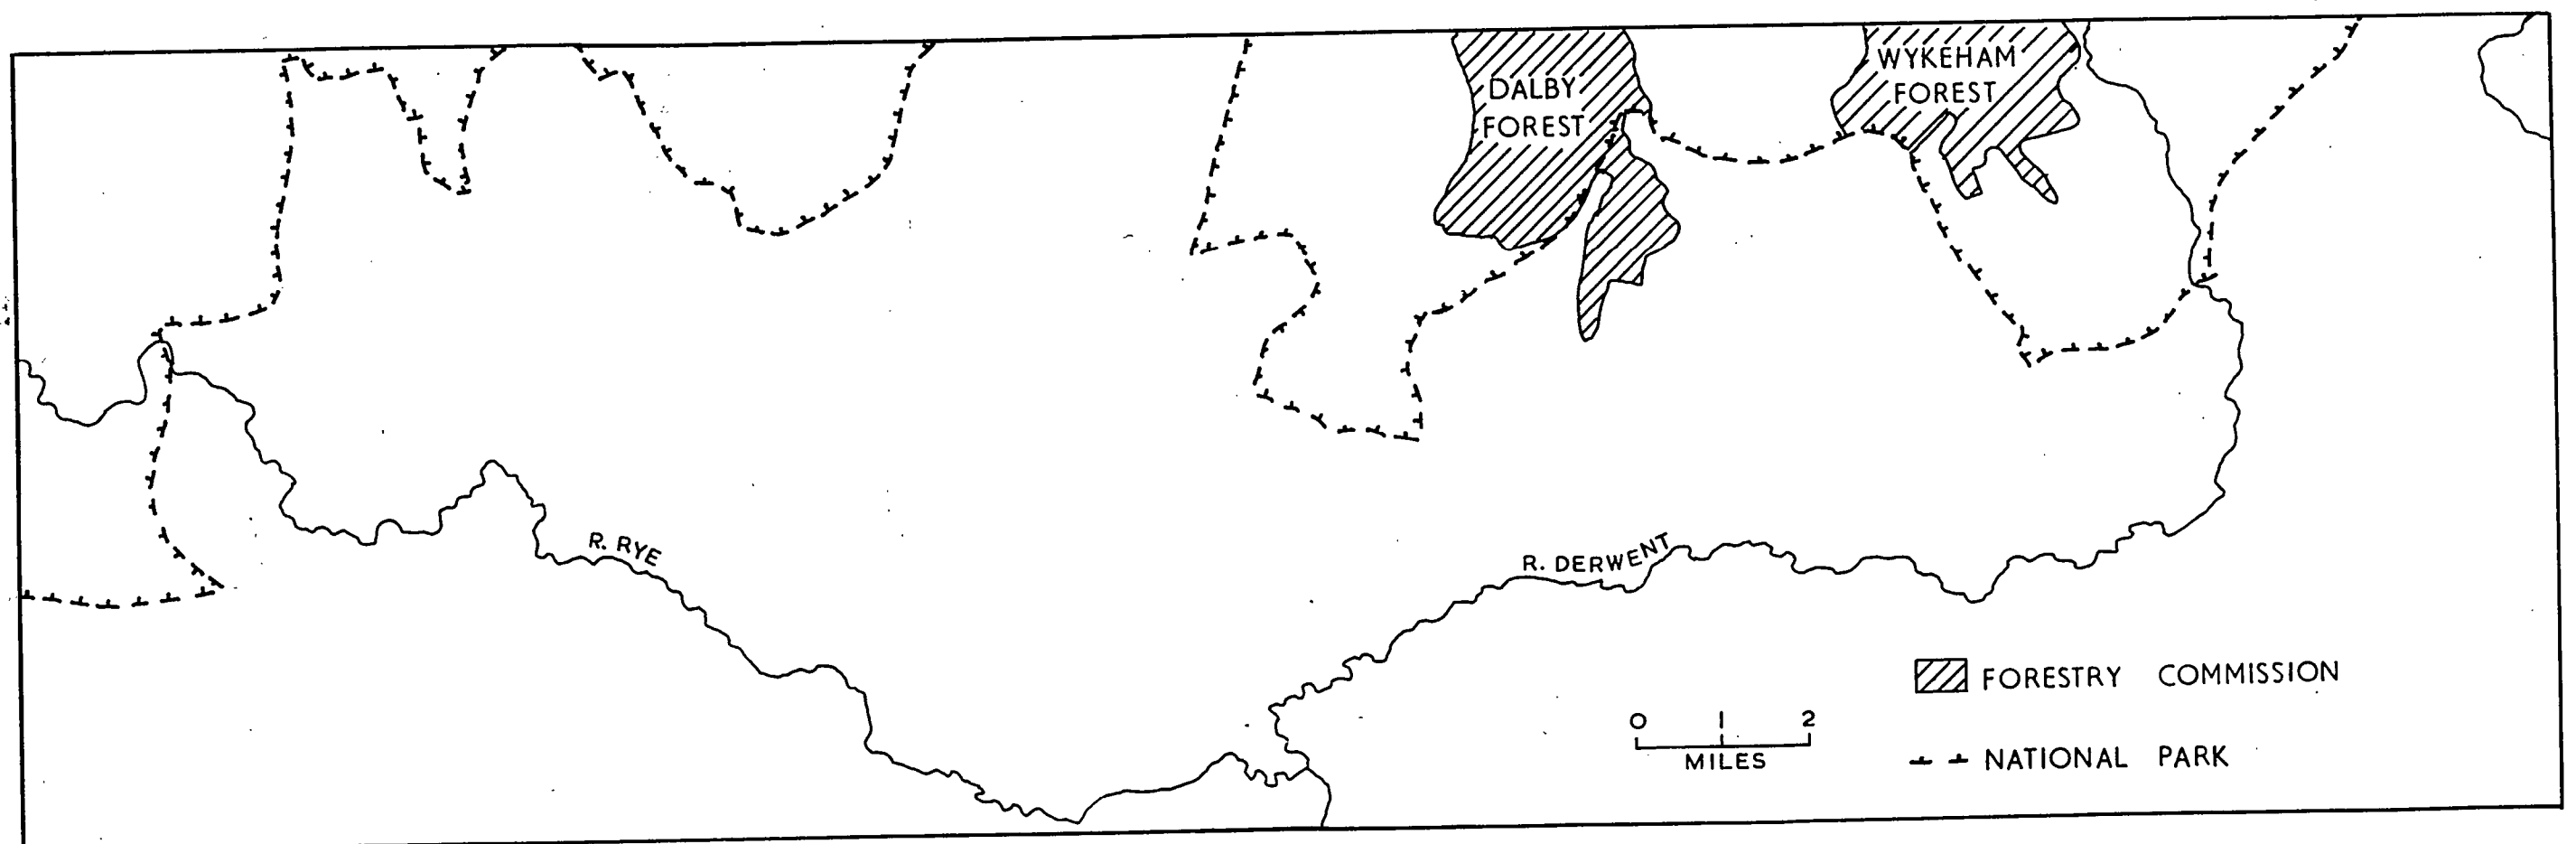 DALBY
FOREST
WYKEHAM
FOREST
R. RYE
R. DERWENT
FORESTRY COMMISSION
0 1 2
MILES
NATIONAL PARK